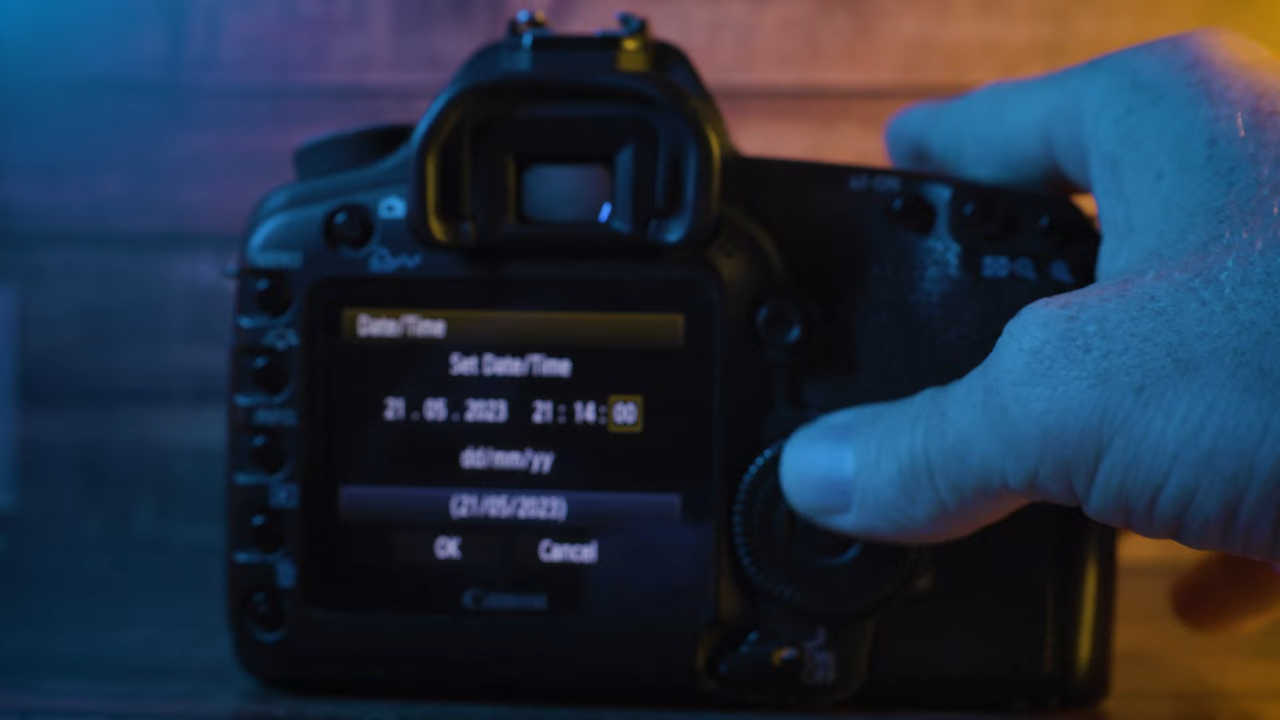 Date/Time
Set Date/Time
21 . 05 . 2023 21 : 14 : 00
dd/mm/yy
(21/05/2023)
OK Cancel
Canon